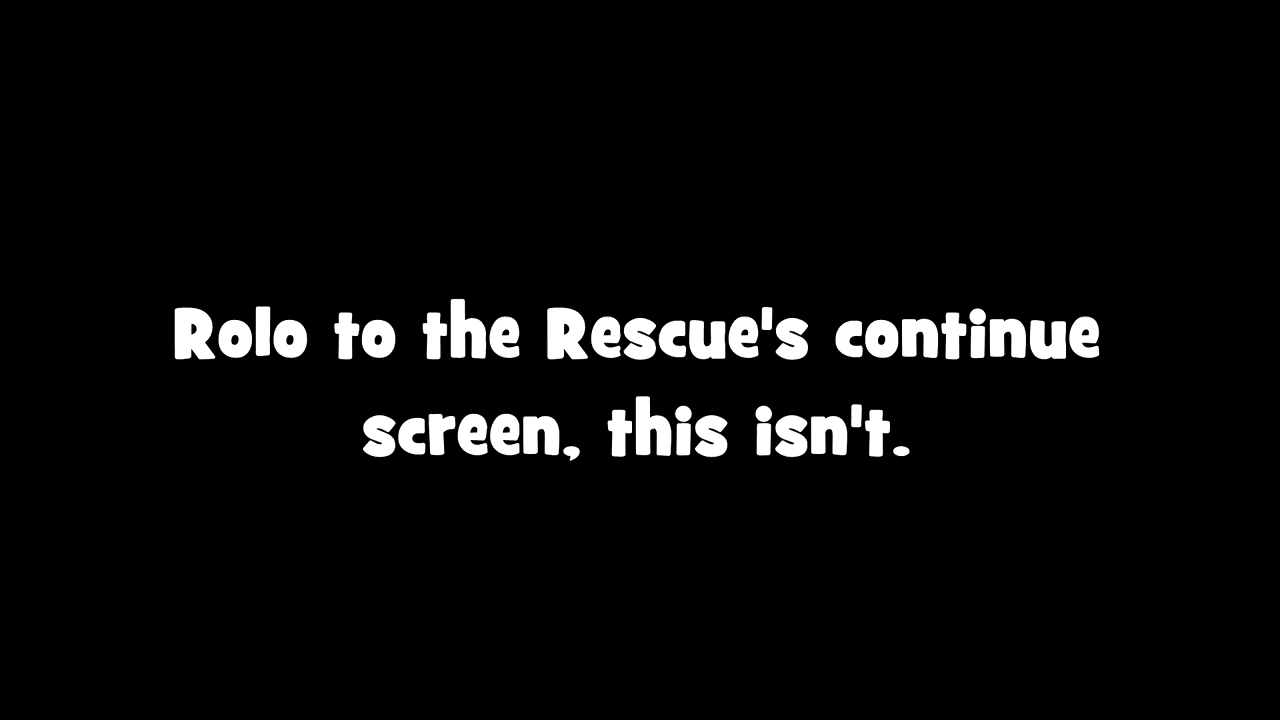 Rolo to the Rescue's continue
screen, this isn't.